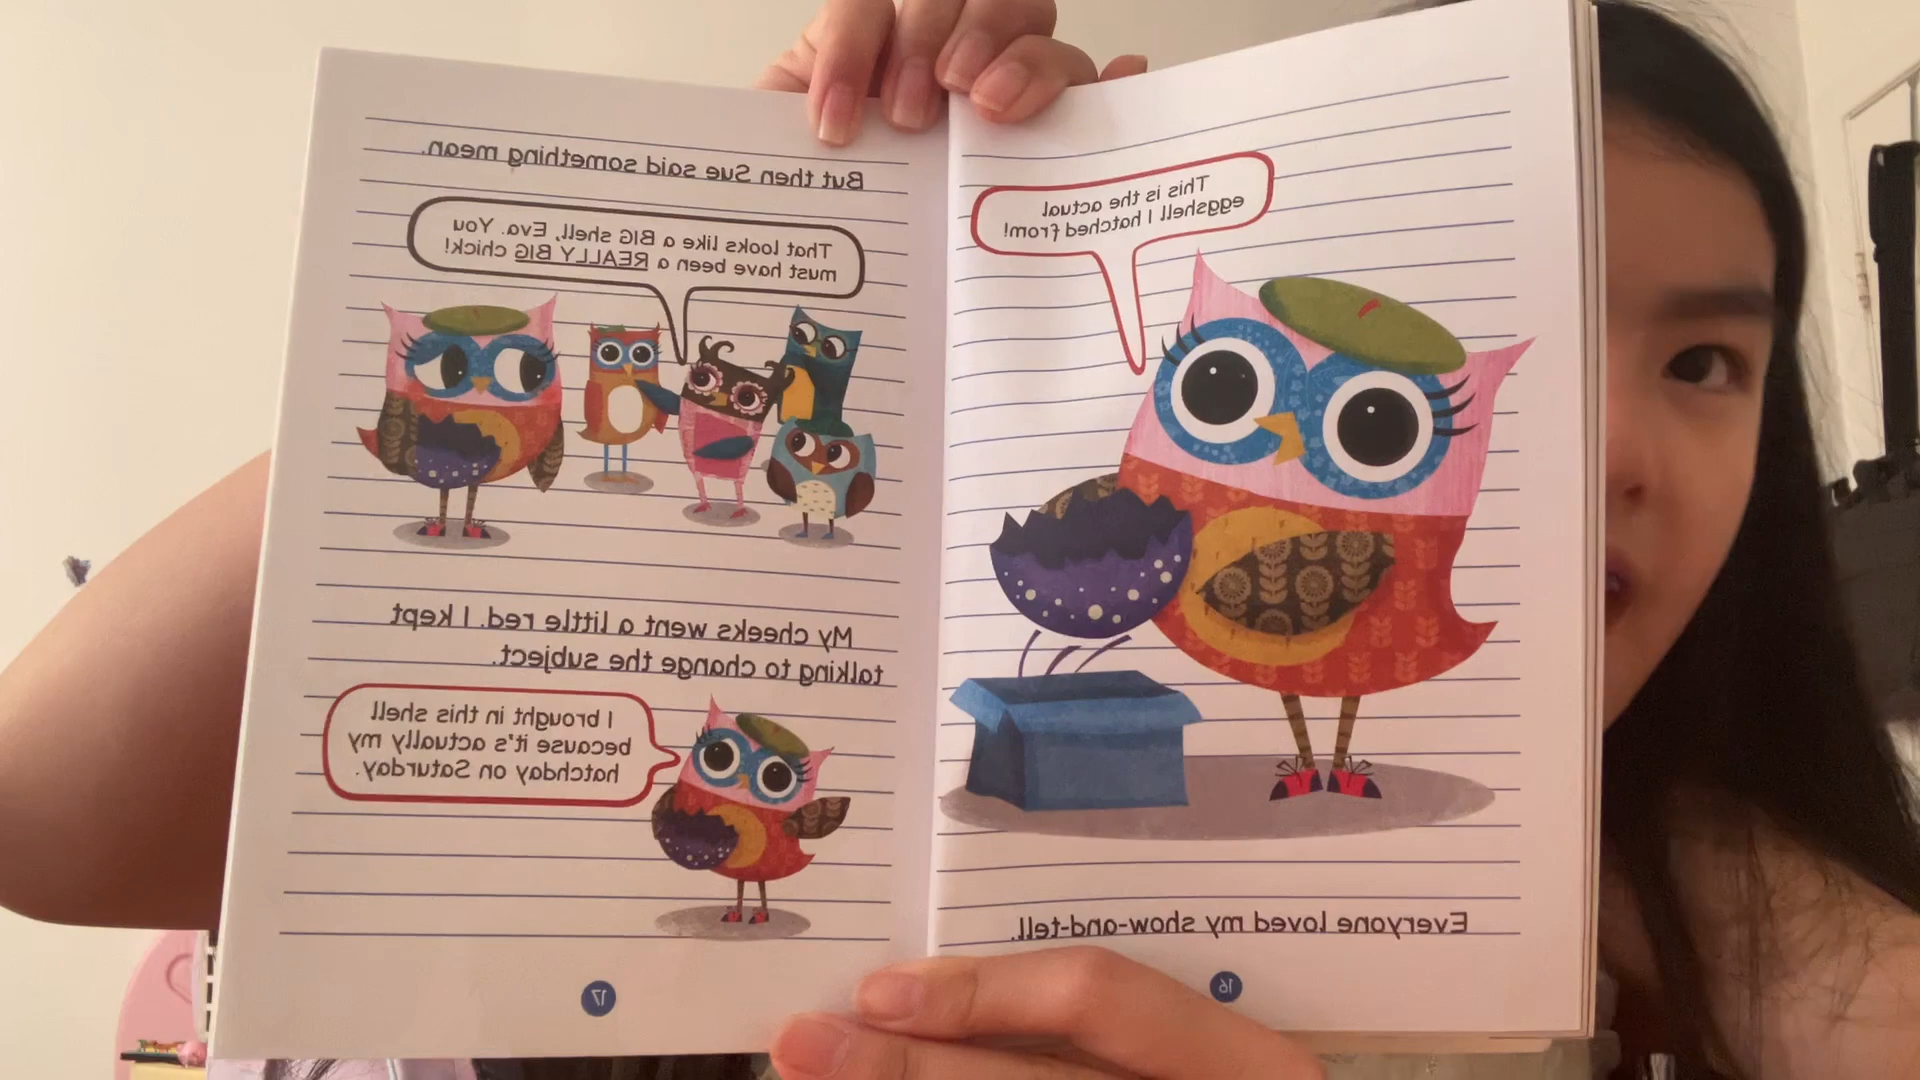 This is the actual
eggshell I hatched from!
Everyone loved my show-and-tell.
16
But then Sue said something mean.
That looks like a BIG shell, Eva. You
must have been a REALLY BIG chick!
My cheeks went a little red. I kept
talking to change the subject.
I brought in this shell
because it's actually my
hatchday on Saturday.
17